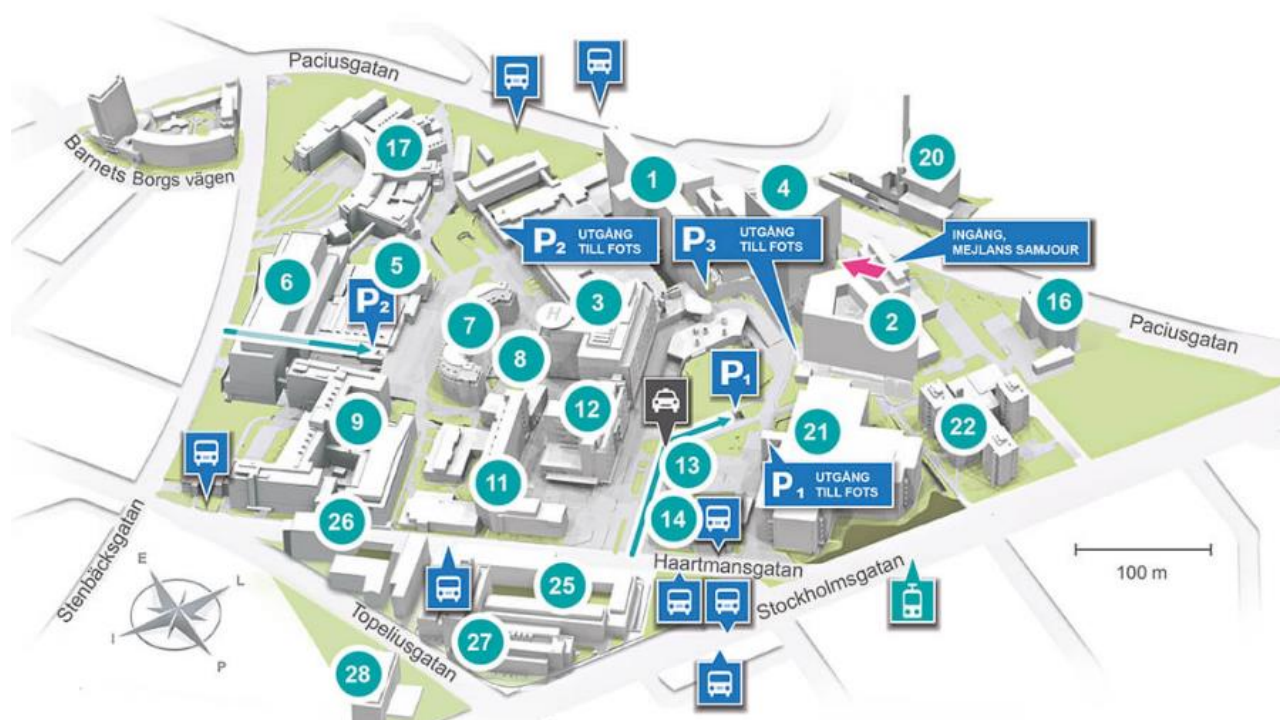 Paciusgatan
Barnets Borgs vägen
17
20
1
4
P2 UTGÅNG
TILL FOTS
P3 UTGÅNG
TILL FOTS
INGÅNG,
MEJLANS SAMJOUR
6
5
P2
7
H
3
2
16
Paciusgatan
8
P1
9
12
21
22
13
P1 UTGÅNG
TILL FOTS
11
26
14
Haartmansgatan
100 m
Stenbäcksgatan
E
L
I
P
25
Stockholmsgatan
Topeliusgatan
27
28